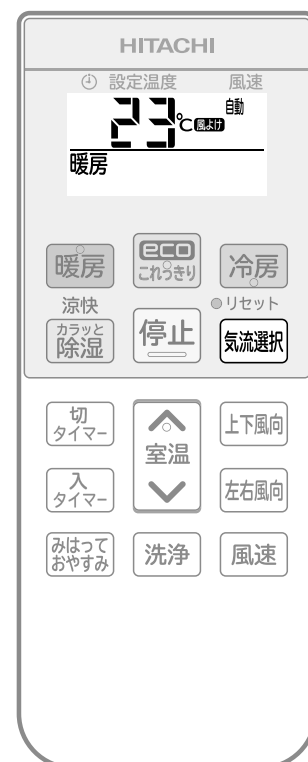 HITACHI
設定温度 風速
23℃ 風よけ 自動
暖房
暖房
eco
これっきり
冷房
涼快
カラッと
除湿
停止
リセット
気流選択
切
タイマー
室温
上下風向
入
タイマー
左右風向
みはって
おやすみ
洗浄
風速